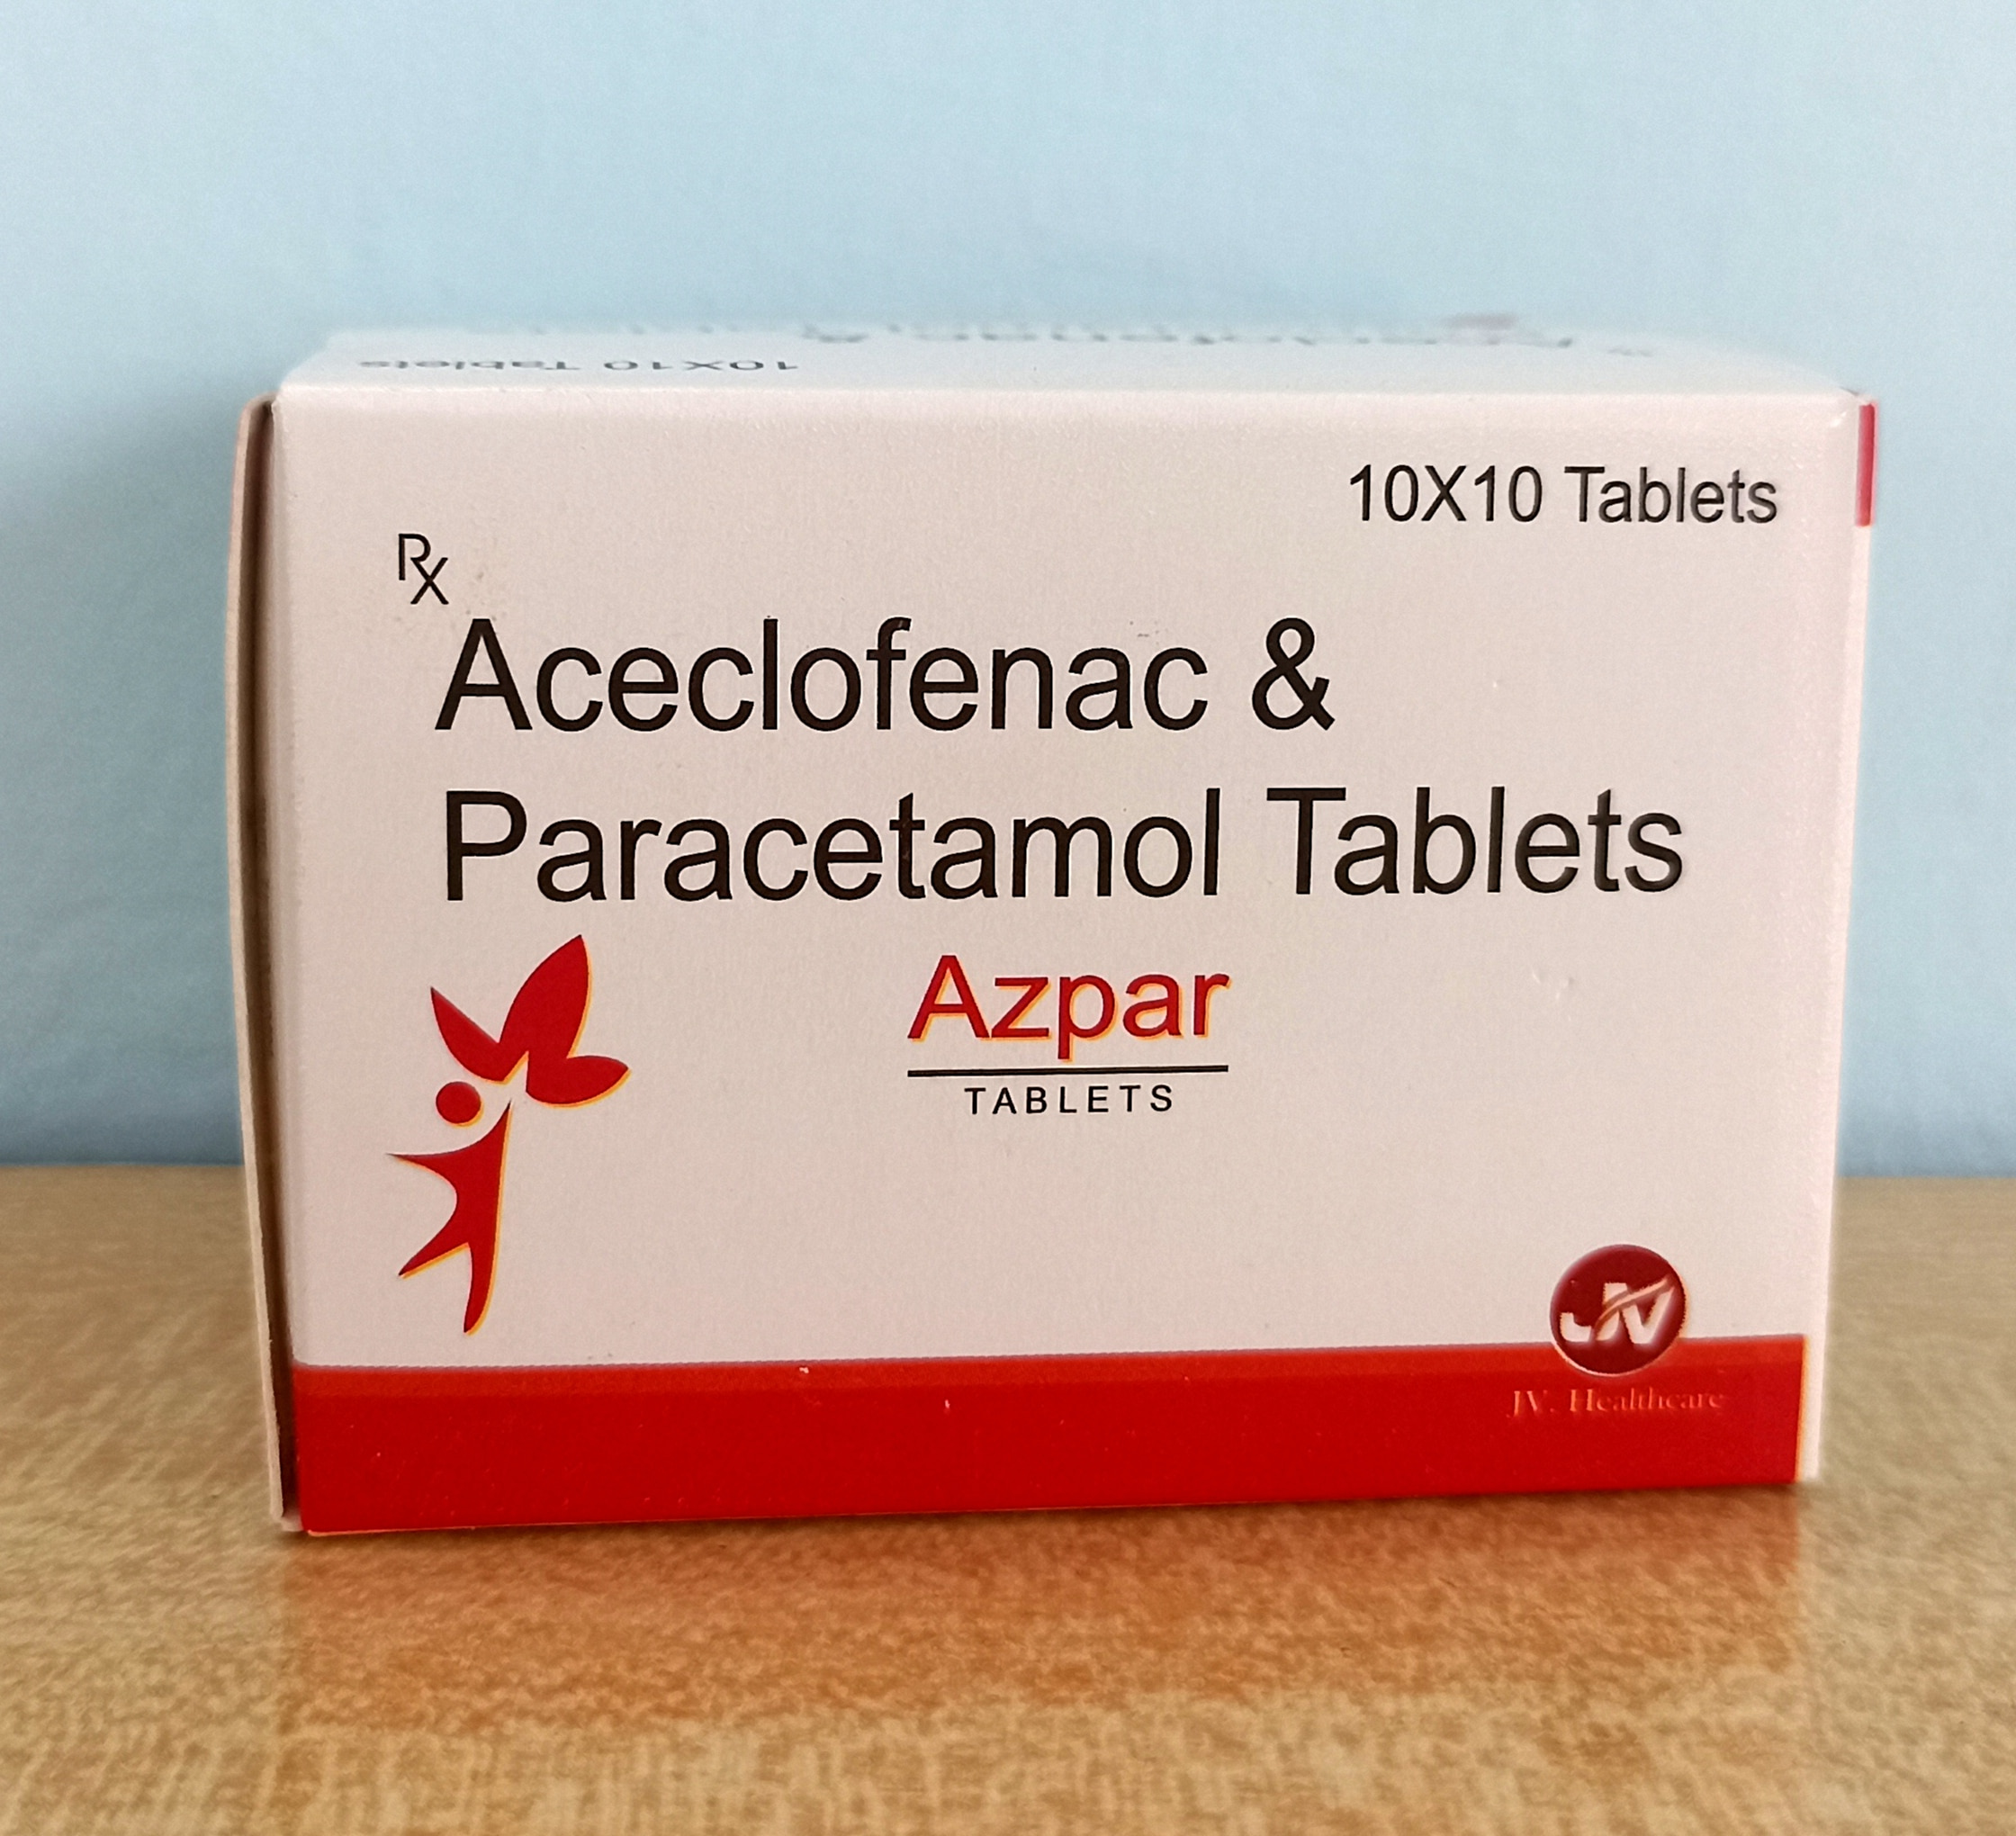 10X10 Tablets
10X10 Tablets
Rx
Aceclofenac &
Paracetamol Tablets
Azpar
TABLETS
JV
JV. Healthcare